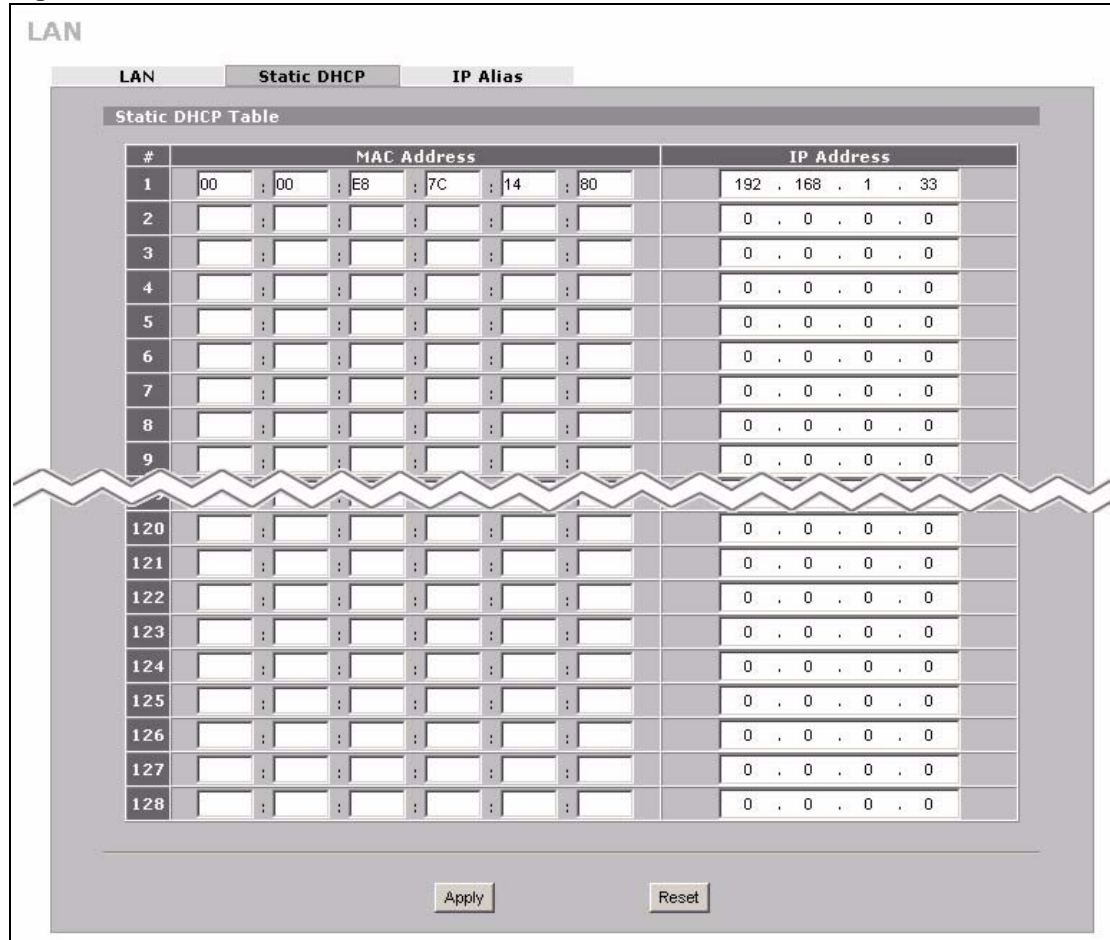 LAN
LAN Static DHCP IP Alias
Static DHCP Table
# MAC Address IP Address
1 00 : 00 : E8 : 7C : 14 : 80 192 . 168 . 1 . 33
2 : : : : : 0 . 0 . 0 . 0
3 : : : : : 0 . 0 . 0 . 0
4 : : : : : 0 . 0 . 0 . 0
5 : : : : : 0 . 0 . 0 . 0
6 : : : : : 0 . 0 . 0 . 0
7 : : : : : 0 . 0 . 0 . 0
8 : : : : : 0 . 0 . 0 . 0
9 : : : : : 0 . 0 . 0 . 0
120 : : : : : 0 . 0 . 0 . 0
121 : : : : : 0 . 0 . 0 . 0
122 : : : : : 0 . 0 . 0 . 0
123 : : : : : 0 . 0 . 0 . 0
124 : : : : : 0 . 0 . 0 . 0
125 : : : : : 0 . 0 . 0 . 0
126 : : : : : 0 . 0 . 0 . 0
127 : : : : : 0 . 0 . 0 . 0
128 : : : : : 0 . 0 . 0 . 0
Apply Reset